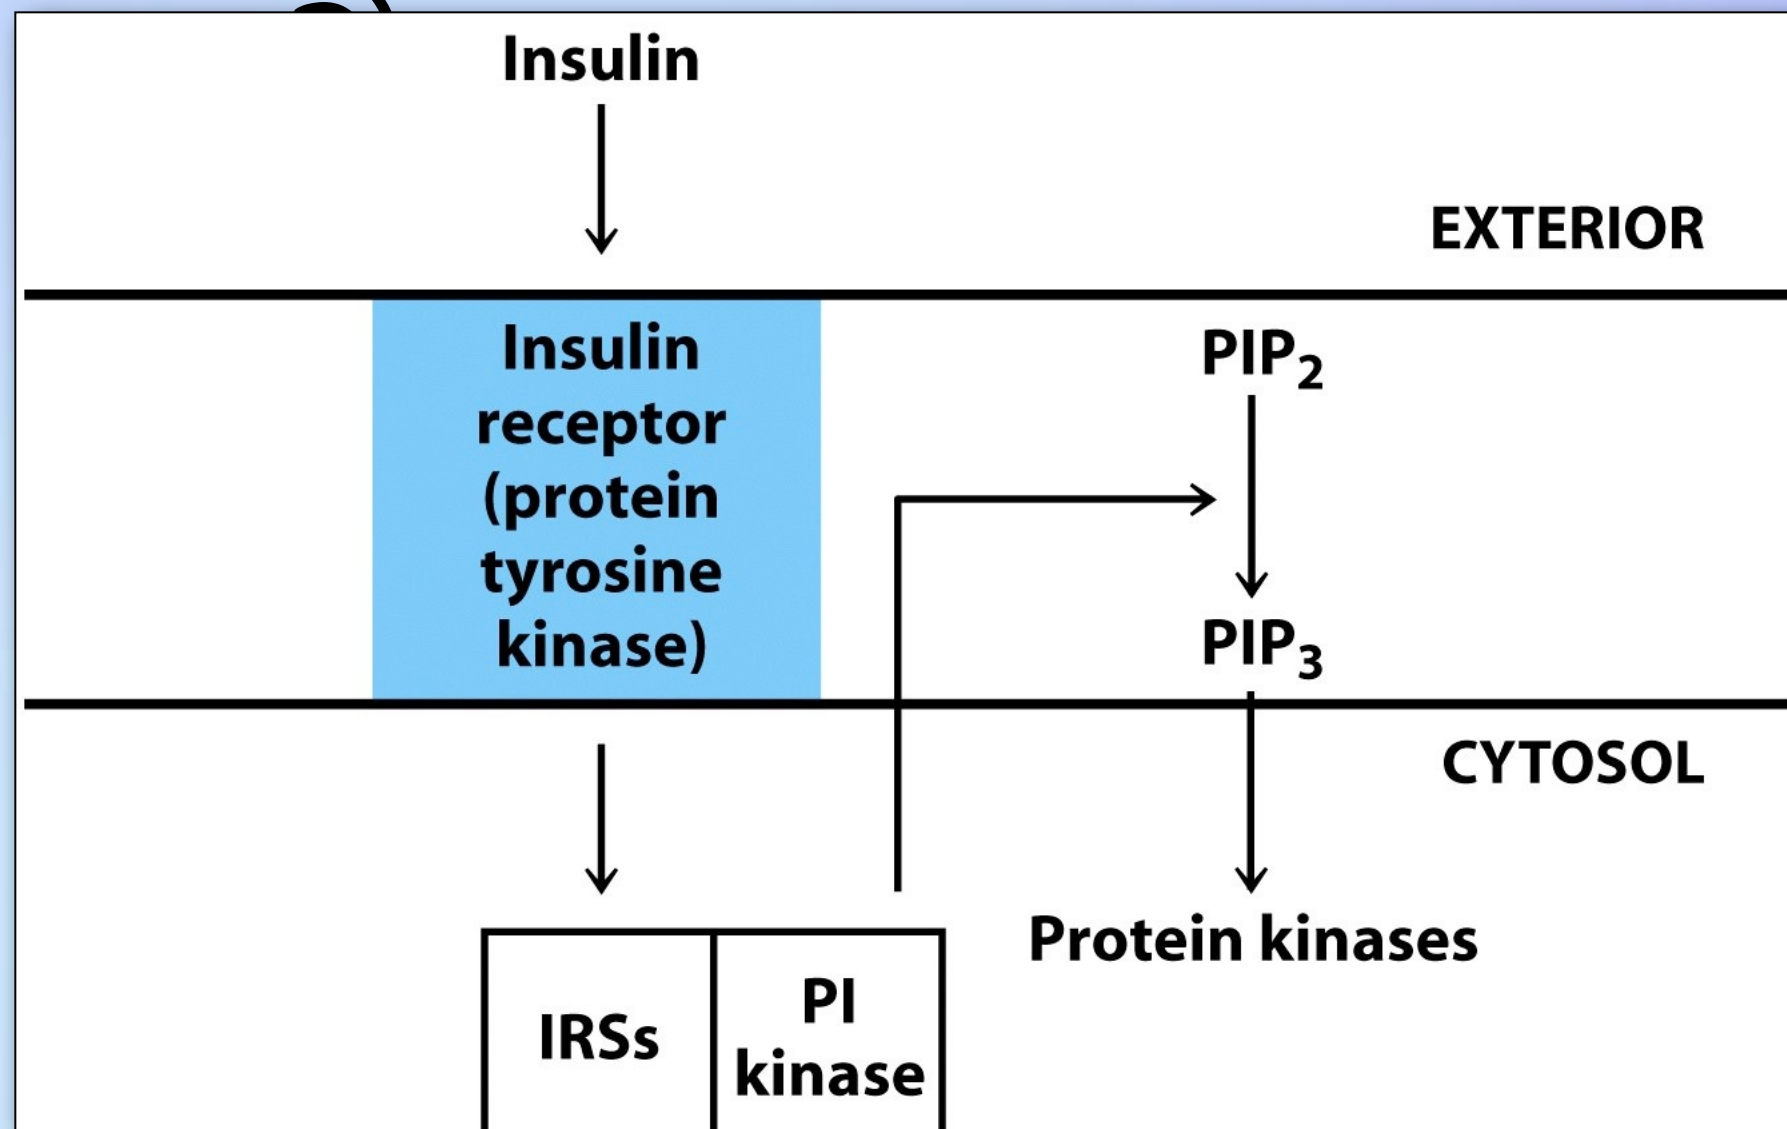 Insulin
EXTERIOR
Insulin
receptor
(protein
tyrosine
kinase)
PIP₂
PIP₃
CYTOSOL
Protein kinases
IRSs
PI
kinase